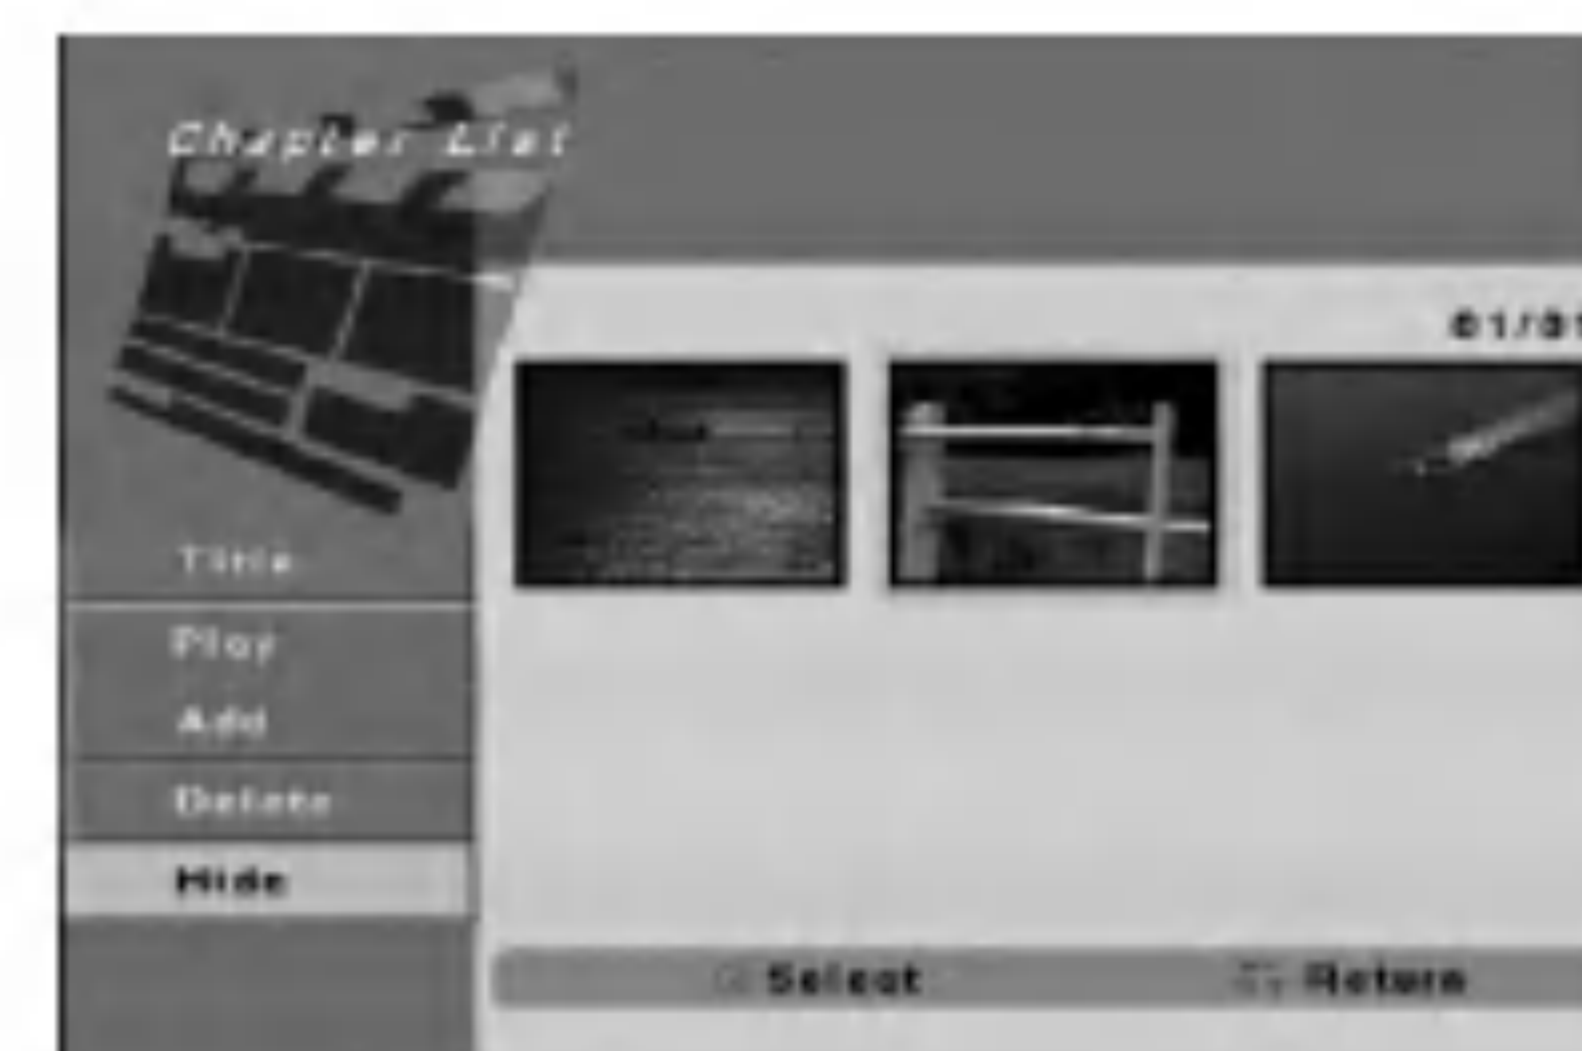 Chapter List
01/01
Title
Play
Add
Delete
Hide
Select
Return